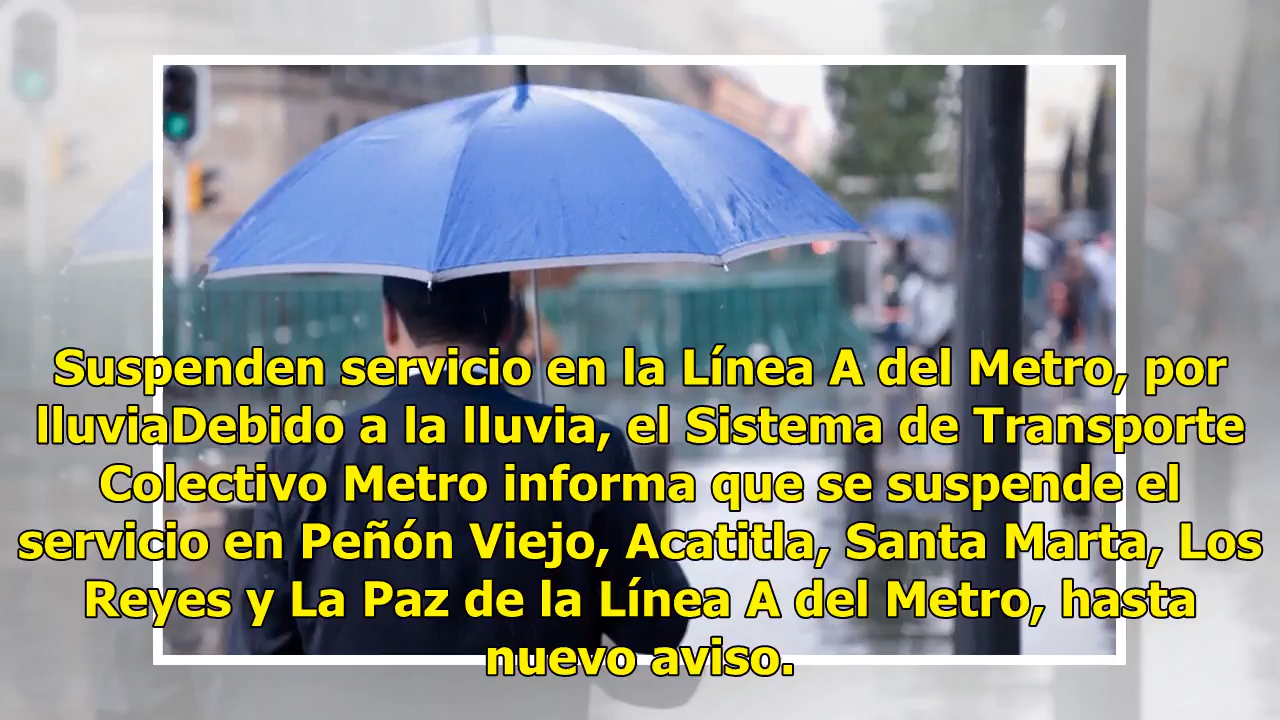 Suspenden servicio en la Línea A del Metro, por
lluviaDebido a la lluvia, el Sistema de Transporte
Colectivo Metro informa que se suspende el
servicio en Peñón Viejo, Acatitla, Santa Marta, Los
Reyes y La Paz de la Línea A del Metro, hasta
nuevo aviso.